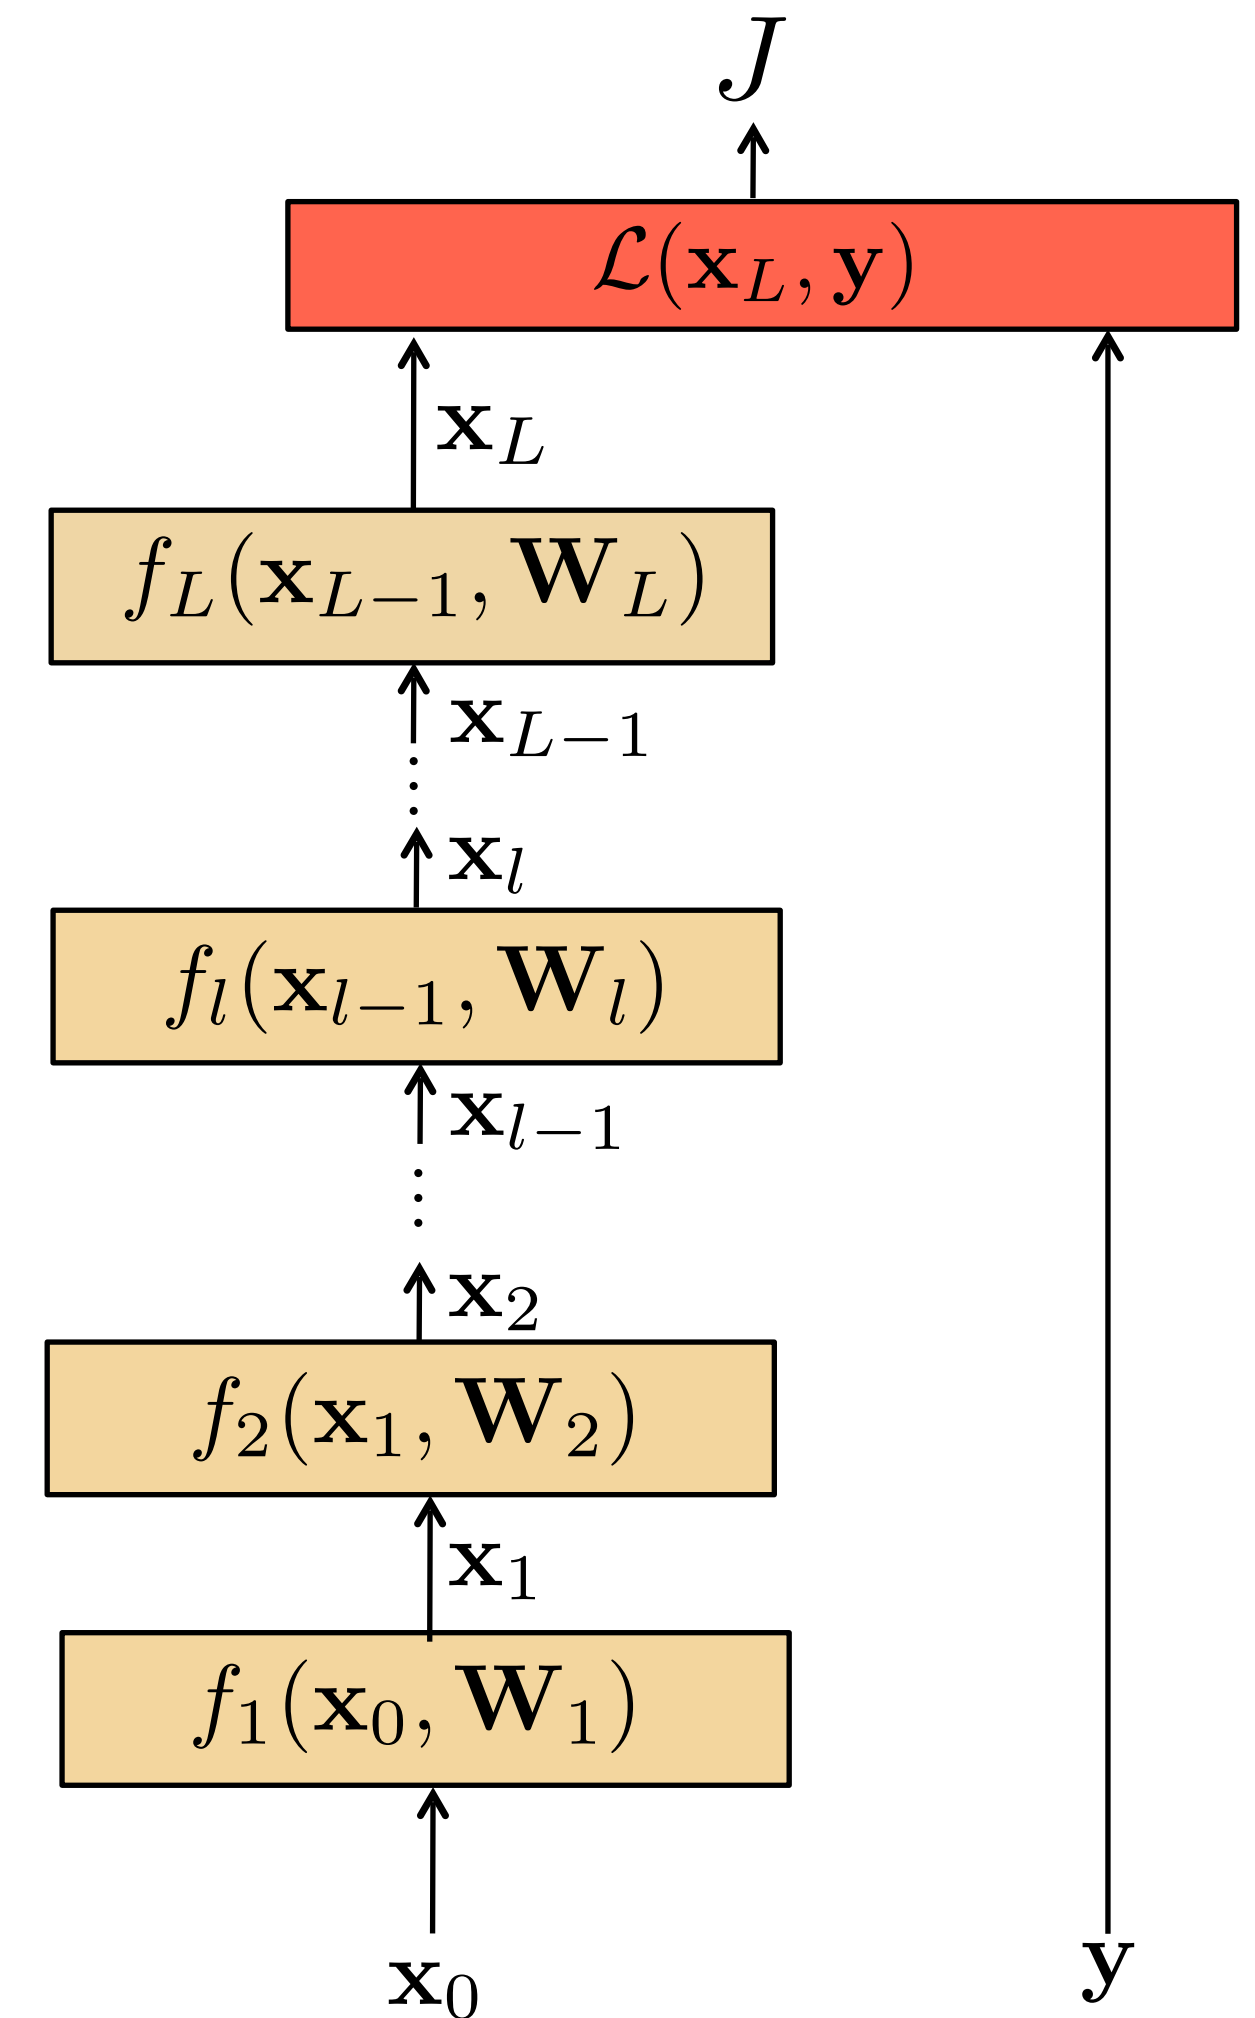 J
ℒ(𝐱_L, 𝐲)
𝐱_L
f_L(𝐱_{L−1}, 𝐖_L)
𝐱_{L−1}
⋮
𝐱_l
f_l(𝐱_{l−1}, 𝐖_l)
𝐱_{l−1}
⋮
𝐱_2
f_2(𝐱_1, 𝐖_2)
𝐱_1
f_1(𝐱_0, 𝐖_1)
𝐱_0 𝐲